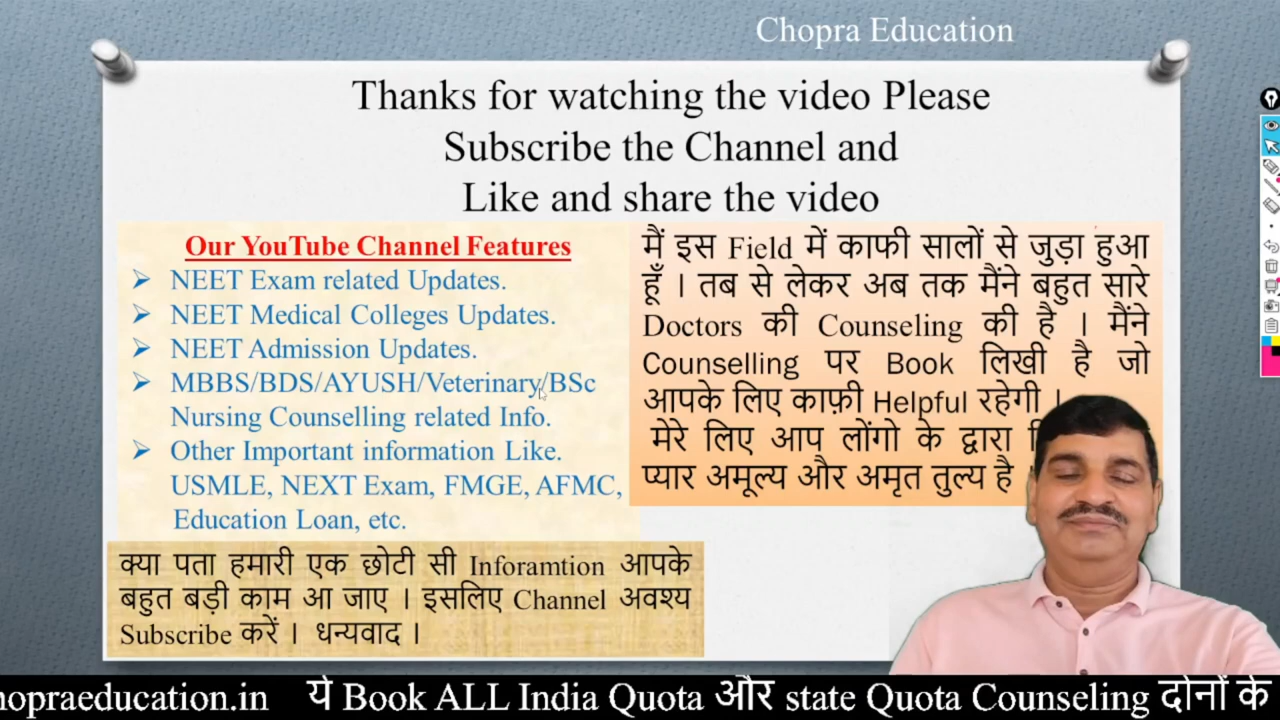 Chopra Education
Thanks for watching the video Please
Subscribe the Channel and
Like and share the video
Our YouTube Channel Features
NEET Exam related Updates.
NEET Medical Colleges Updates.
NEET Admission Updates.
MBBS/BDS/AYUSH/Veterinary/BSc
Nursing Counselling related Info.
Other Important information Like.
USMLE, NEXT Exam, FMGE, AFMC,
Education Loan, etc.
मैं इस Field में काफी सालों से जुड़ा हुआ
हूँ । तब से लेकर अब तक मैंने बहुत सारे
Doctors की Counseling की है । मैंने
Counselling पर Book लिखी है जो
आपके लिए काफ़ी Helpful रहेगी ।
मेरे लिए आप लोंगो के द्वारा
प्यार अमूल्य और अमृत तुल्य है
क्या पता हमारी एक छोटी सी Inforamtion आपके
बहुत बड़ी काम आ जाए । इसलिए Channel अवश्य
Subscribe करें । धन्यवाद ।
hopraeducation.in ये Book ALL India Quota और state Quota Counseling दोनों के